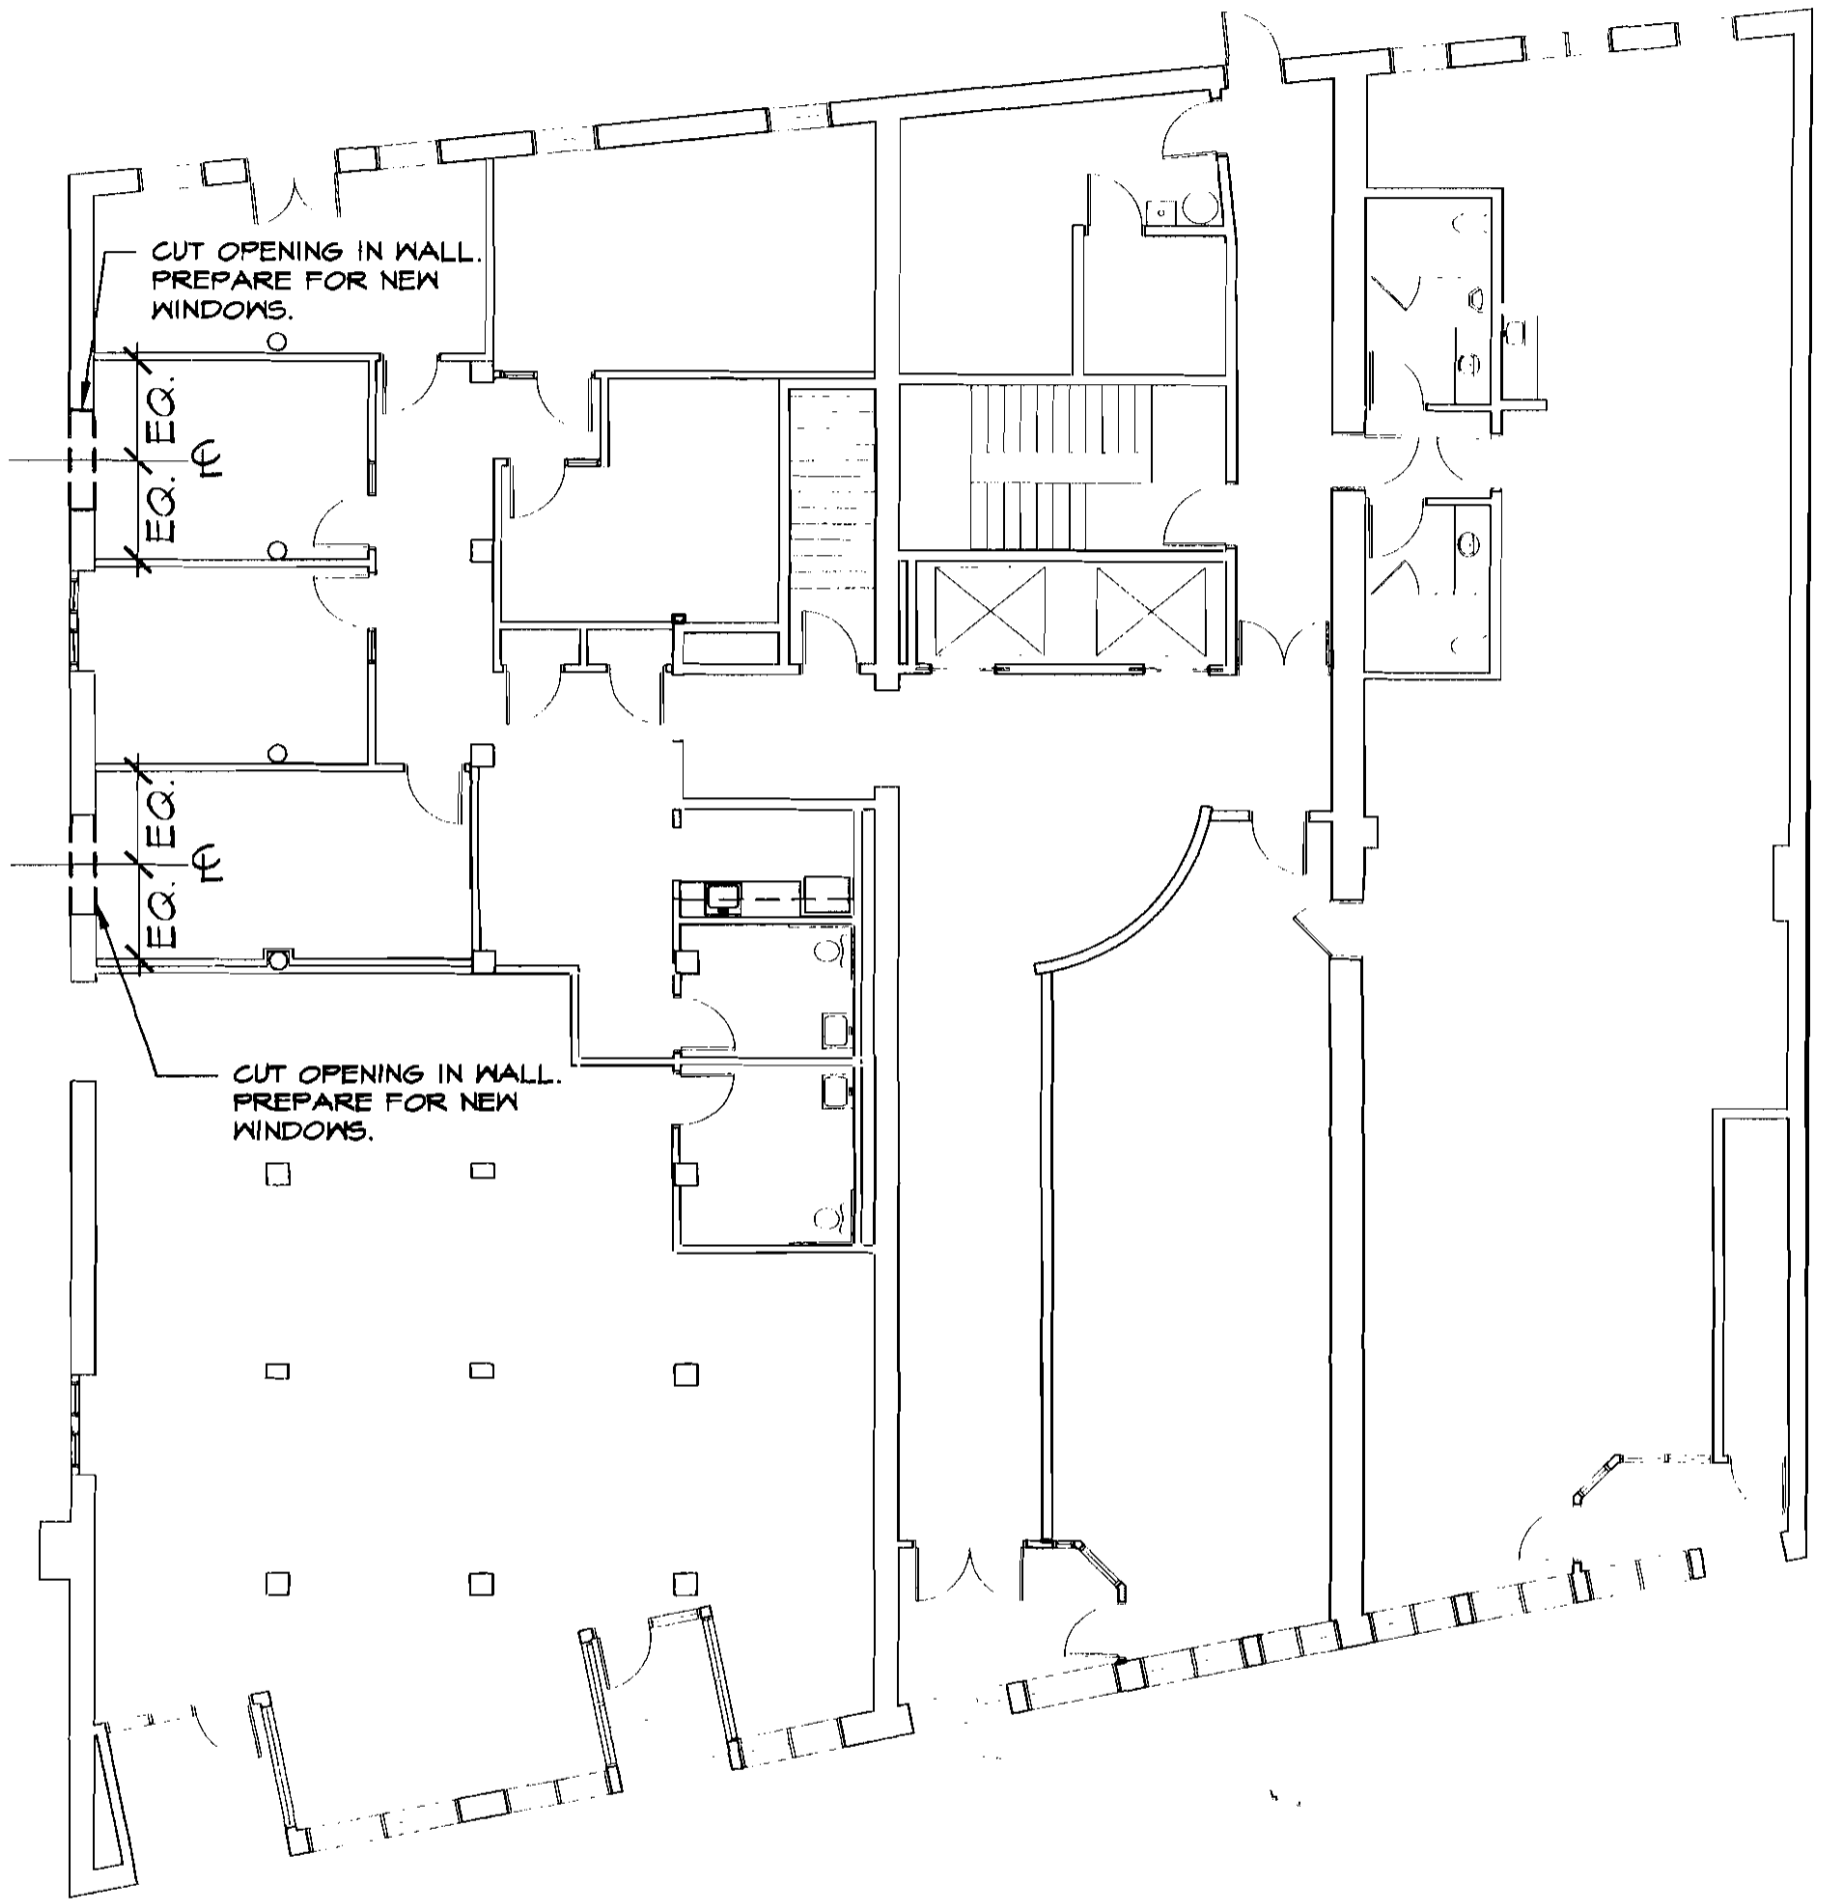 CUT OPENING IN WALL.
PREPARE FOR NEW
WINDOWS.
EQ.
℄
EQ.
EQ.
℄
EQ.
CUT OPENING IN WALL.
PREPARE FOR NEW
WINDOWS.